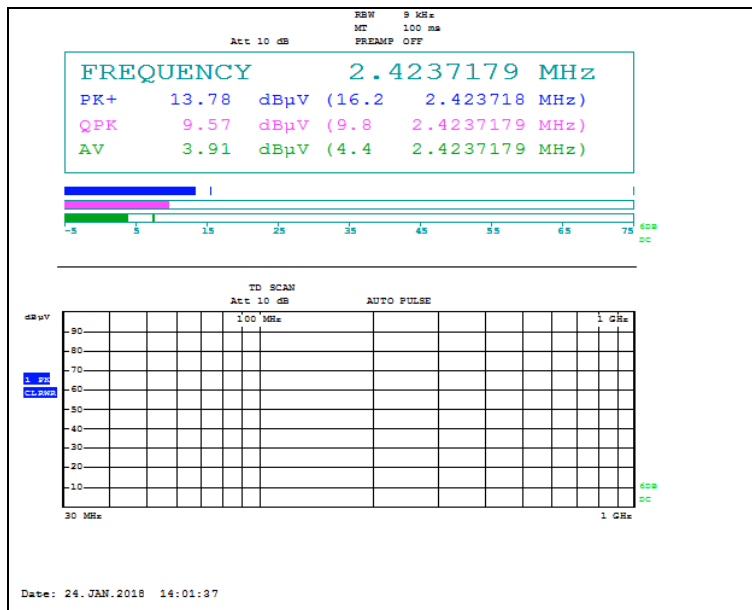 RBW 9 kHz
MT 100 ms
Att 10 dB PREAMP OFF
FREQUENCY 2.4237179 MHz
PK+ 13.78 dBµV (16.2 2.423718 MHz)
QPK 9.57 dBµV (9.8 2.4237179 MHz)
AV 3.91 dBµV (4.4 2.4237179 MHz)
-5 5 15 25 35 45 55 65 75
6DB
DC
TD SCAN
Att 10 dB AUTO PULSE
dBµV
100 MHz 1 GHz
90
80
1 PK
CLRWR
70
60
50
40
30
20
10
6DB
DC
30 MHz 1 GHz
Date: 24.JAN.2018 14:01:37